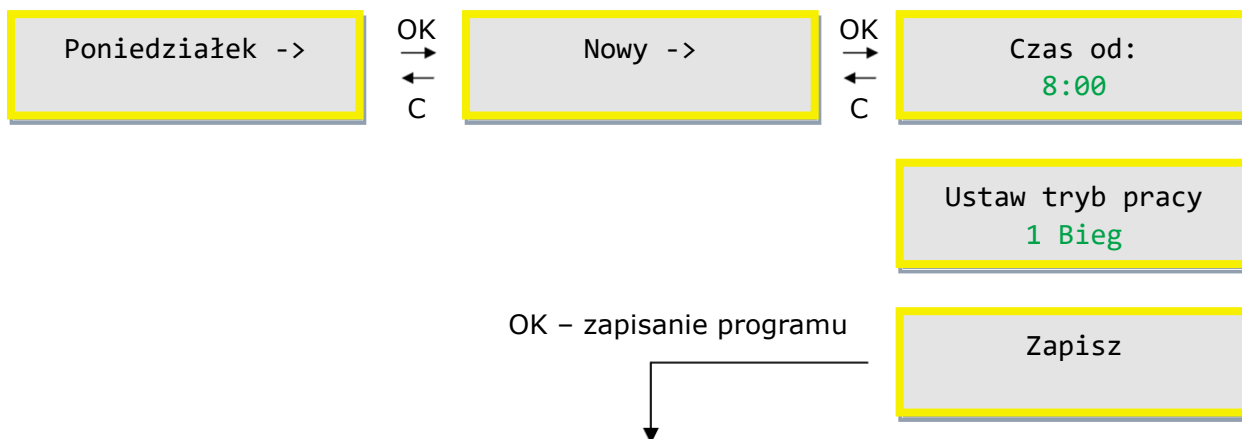 Poniedziałek ->
OK
C
Nowy ->
OK
C
Czas od:
8:00
Ustaw tryb pracy
1 Bieg
OK – zapisanie programu
Zapisz